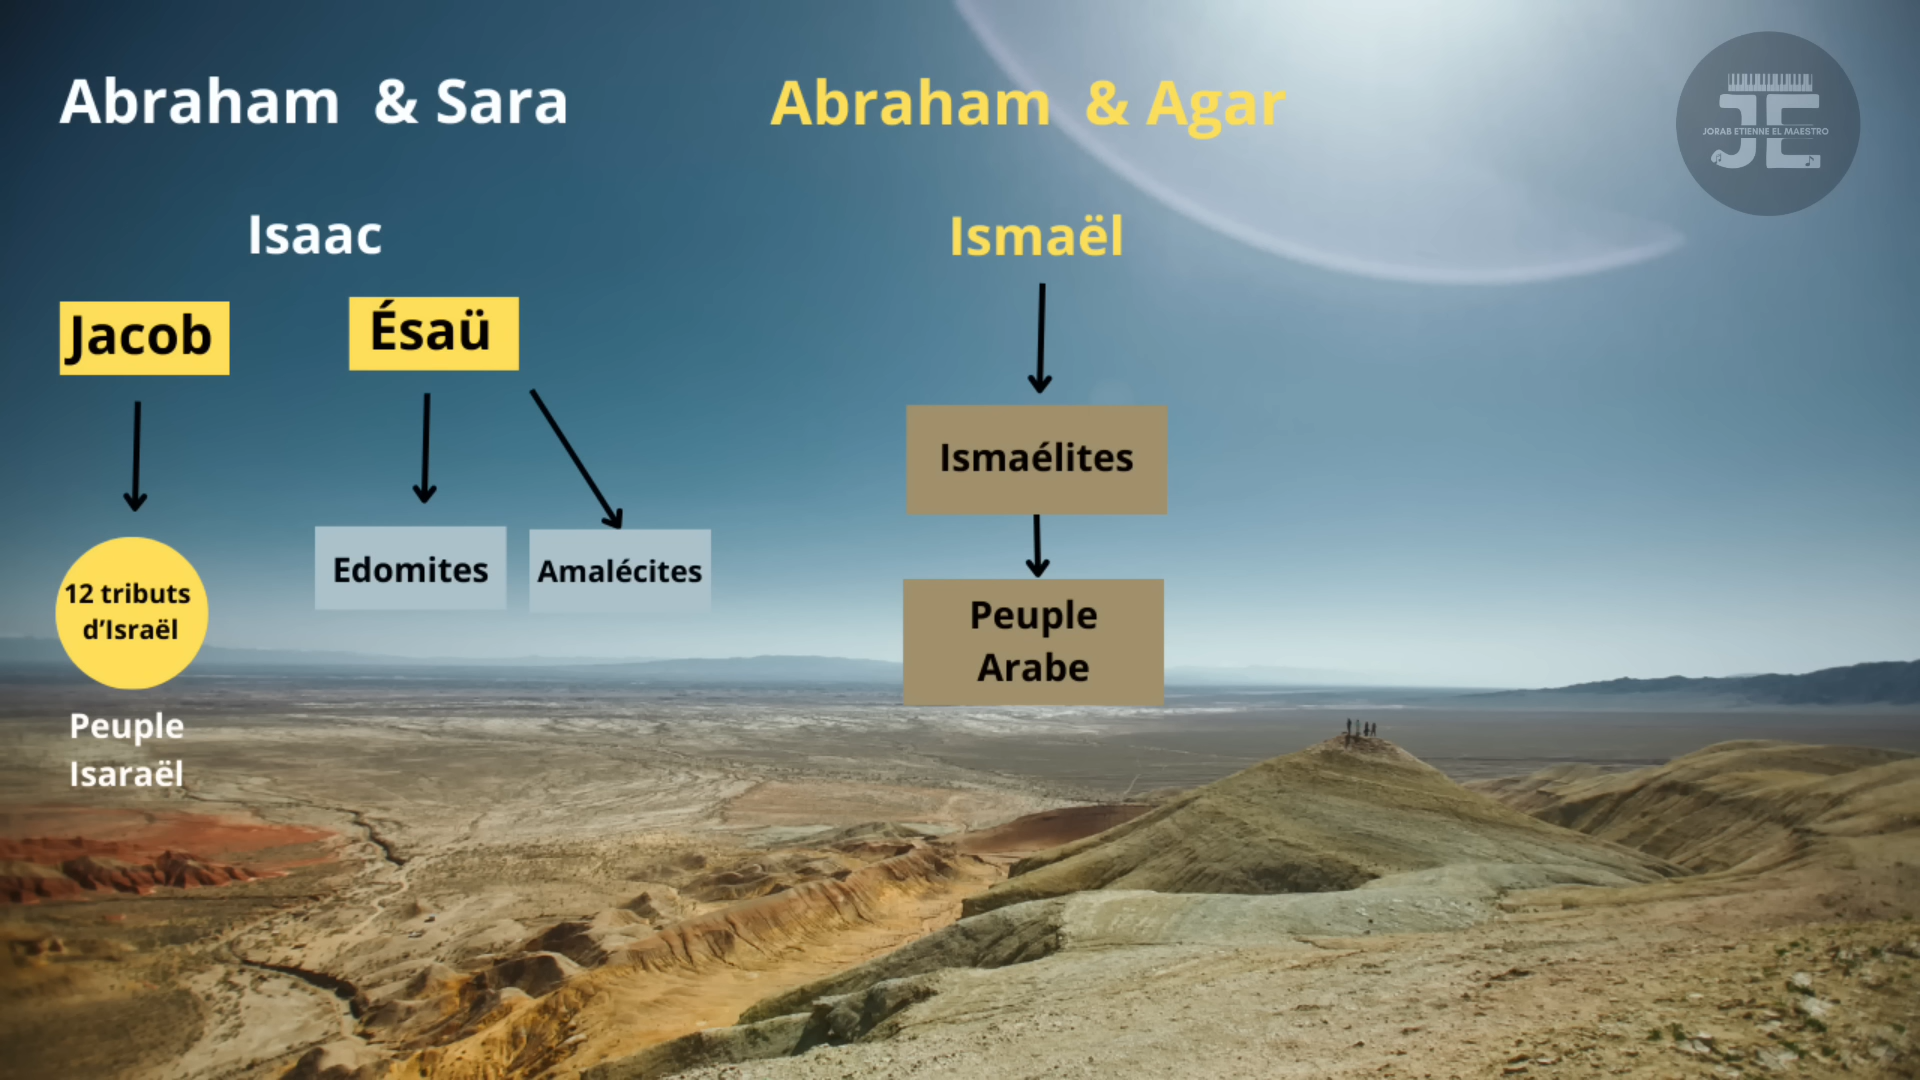 Abraham & Sara
Abraham & Agar
JORAB ETIENNE EL MAESTRO
JE
Isaac
Ismaël
Jacob
Ésaü
Ismaélites
Edomites
Amalécites
12 tributs
d'Israël
Peuple
Arabe
Peuple
Isaraël